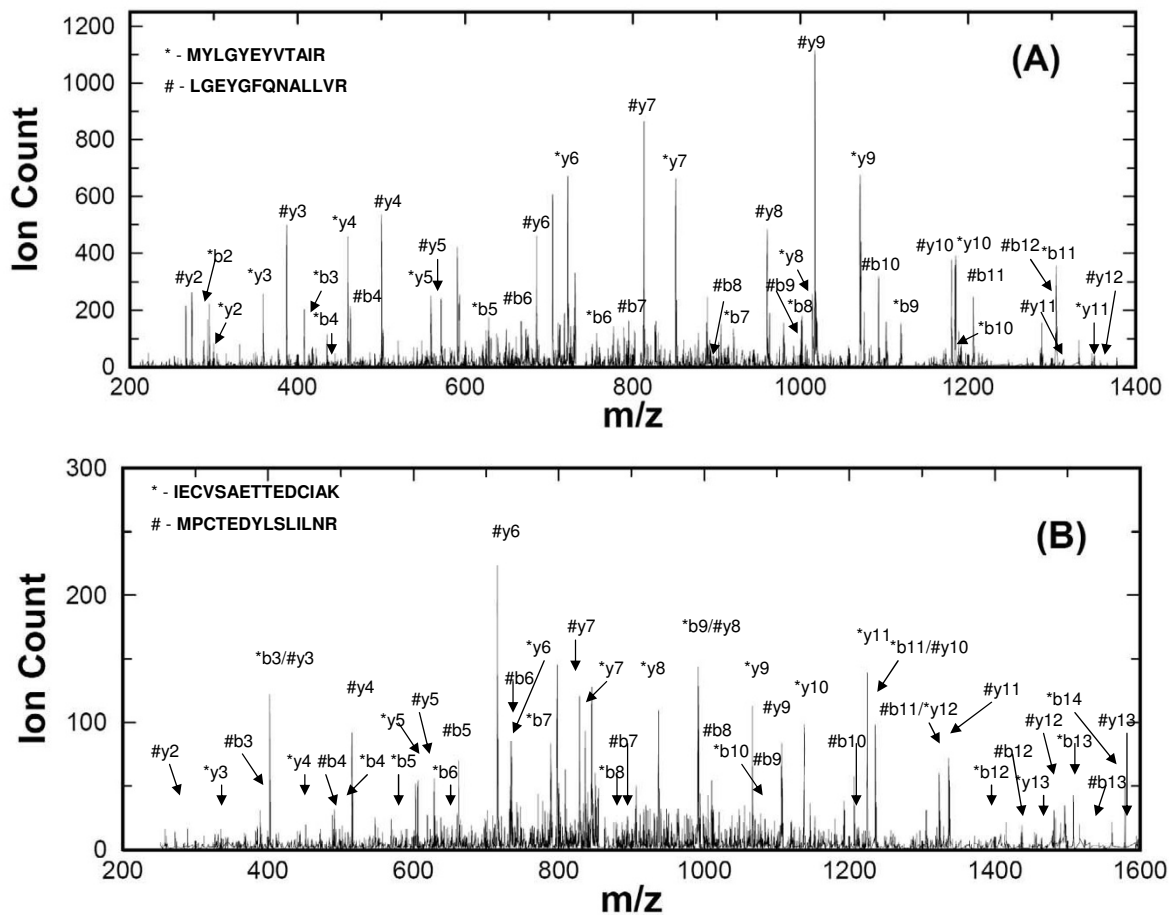 1200
1000
800
600
400
200
0
Ion Count
* - MYLGYEYVTAIR
# - LGEYGFQNALLVR
(A)
#y9
#y7
*y6
*y7
*y9
#y3
*y4
#y4
#y6
#y8
*y8
#y10
*y10
#b12
*b11
#y2
*b2
*y3
*b3
#b4
*y5
#y5
#b10
#b11
#y12
*y2
*b4
*b5
#b6
*b6
#b7
#b8
*b7
#b9
*b8
*b9
*b10
#y11
*y11
200
400
600
800
1000
1200
1400
m/z
300
200
100
0
Ion Count
* - IECVSAETTEDCIAK
# - MPCTEDYLSLILNR
(B)
#y6
*b3/#y3
#y4
*y6
#y7
*y7
*y8
*b9/#y8
*y9
*y10
*y11
*b11/#y10
#y11
#b11/*y12
#y2
#b3
*y3
*y4
#b4
*b4
*y5
#y5
*b5
#b5
*b6
#b6
*b7
*b8
#b7
#b8
*b10
#b9
#y9
#b10
*b12
#b12
*y13
#y12
*b13
*b14
#y13
#b13
200
400
600
800
1000
1200
1400
1600
m/z